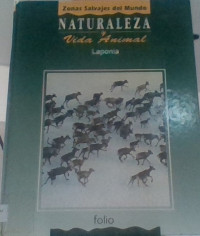 Zonas Salvajes del Mundo
NATURALEZA
y
Vida Animal
Laponia
folio